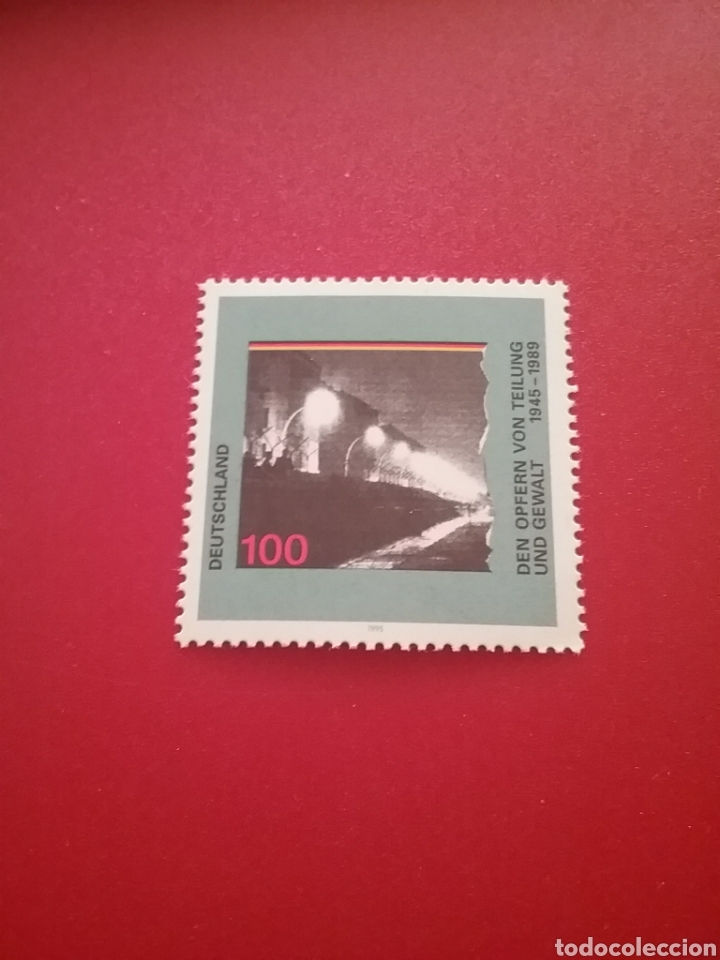 DEUTSCHLAND
100
DEN OPFERN VON TEILUNG
UND GEWALT 1945-1989
1995
todocoleccion